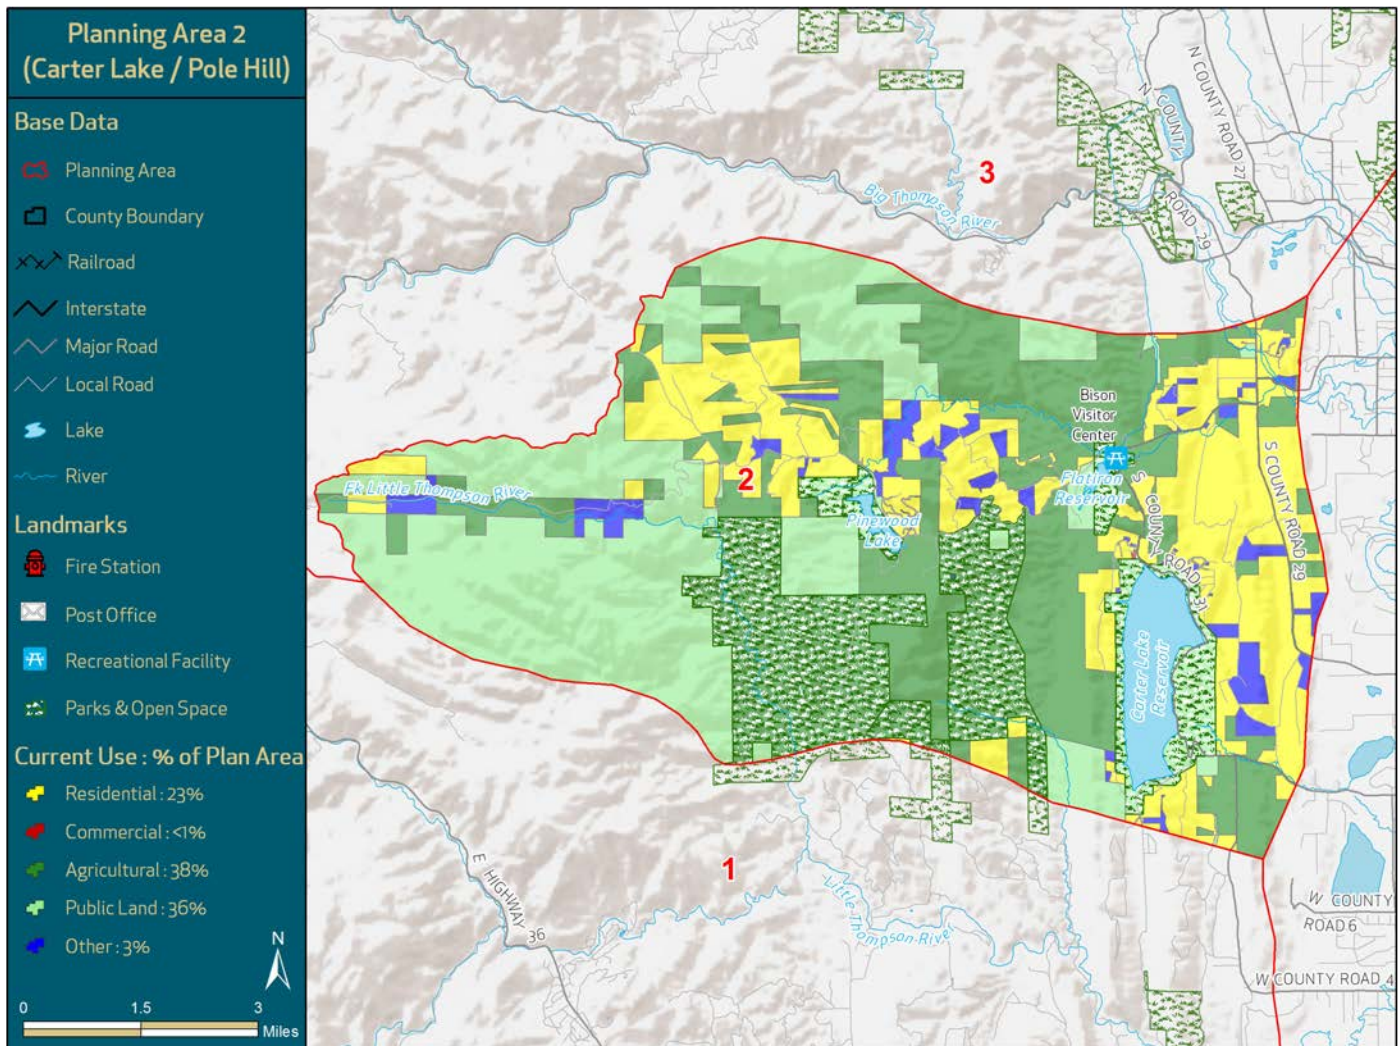 Planning Area 2
(Carter Lake / Pole Hill)
Base Data
Planning Area
County Boundary
Railroad
Interstate
Major Road
Local Road
Lake
River
Landmarks
Fire Station
Post Office
Recreational Facility
Parks & Open Space
Current Use : % of Plan Area
Residential : 23%
Commercial : <1%
Agricultural : 38%
Public Land : 36%
Other : 3%
N
0 1.5 3
Miles
N COUNTY ROAD 27
N COUNTY
ROAD 29
3
Big Thompson River
Bison
Visitor
Center
Flatiron
Reservoir
2
Fk Little Thompson River
Pinewood
Lake
S COUNTY ROAD 31
S COUNTY ROAD 29
Carter Lake
Reservoir
1
E HIGHWAY 36
Little Thompson River
W COUNTY
ROAD 6
W COUNTY ROAD 4